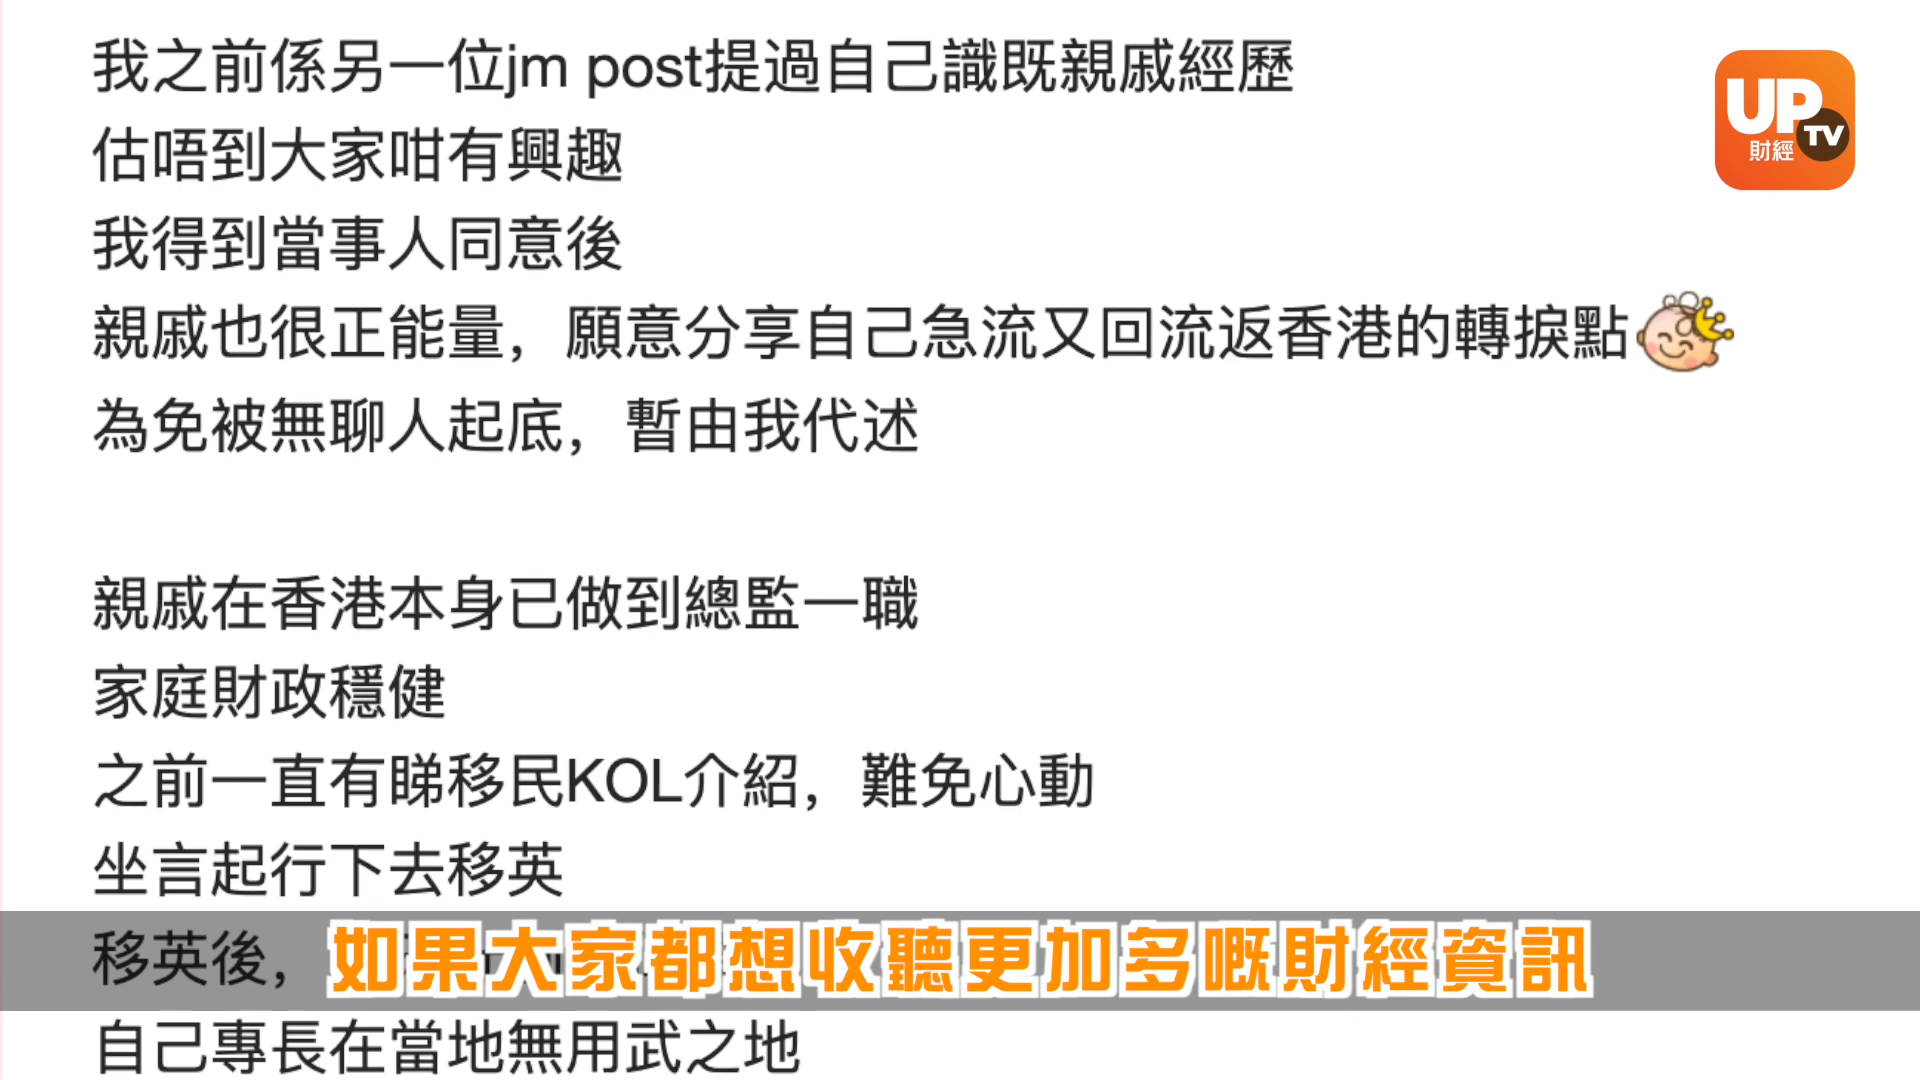 我之前係另一位jm post提過自己識既親戚經歷
估唔到大家咁有興趣
我得到當事人同意後
親戚也很正能量，願意分享自己急流又回流返香港的轉捩點
為免被無聊人起底，暫由我代述
親戚在香港本身已做到總監一職
家庭財政穩健
之前一直有睇移民KOL介紹，難免心動
坐言起行下去移英
移英後，
如果大家都想收聽更加多嘅財經資訊
自己專長在當地無用武之地
UP
TV
財經